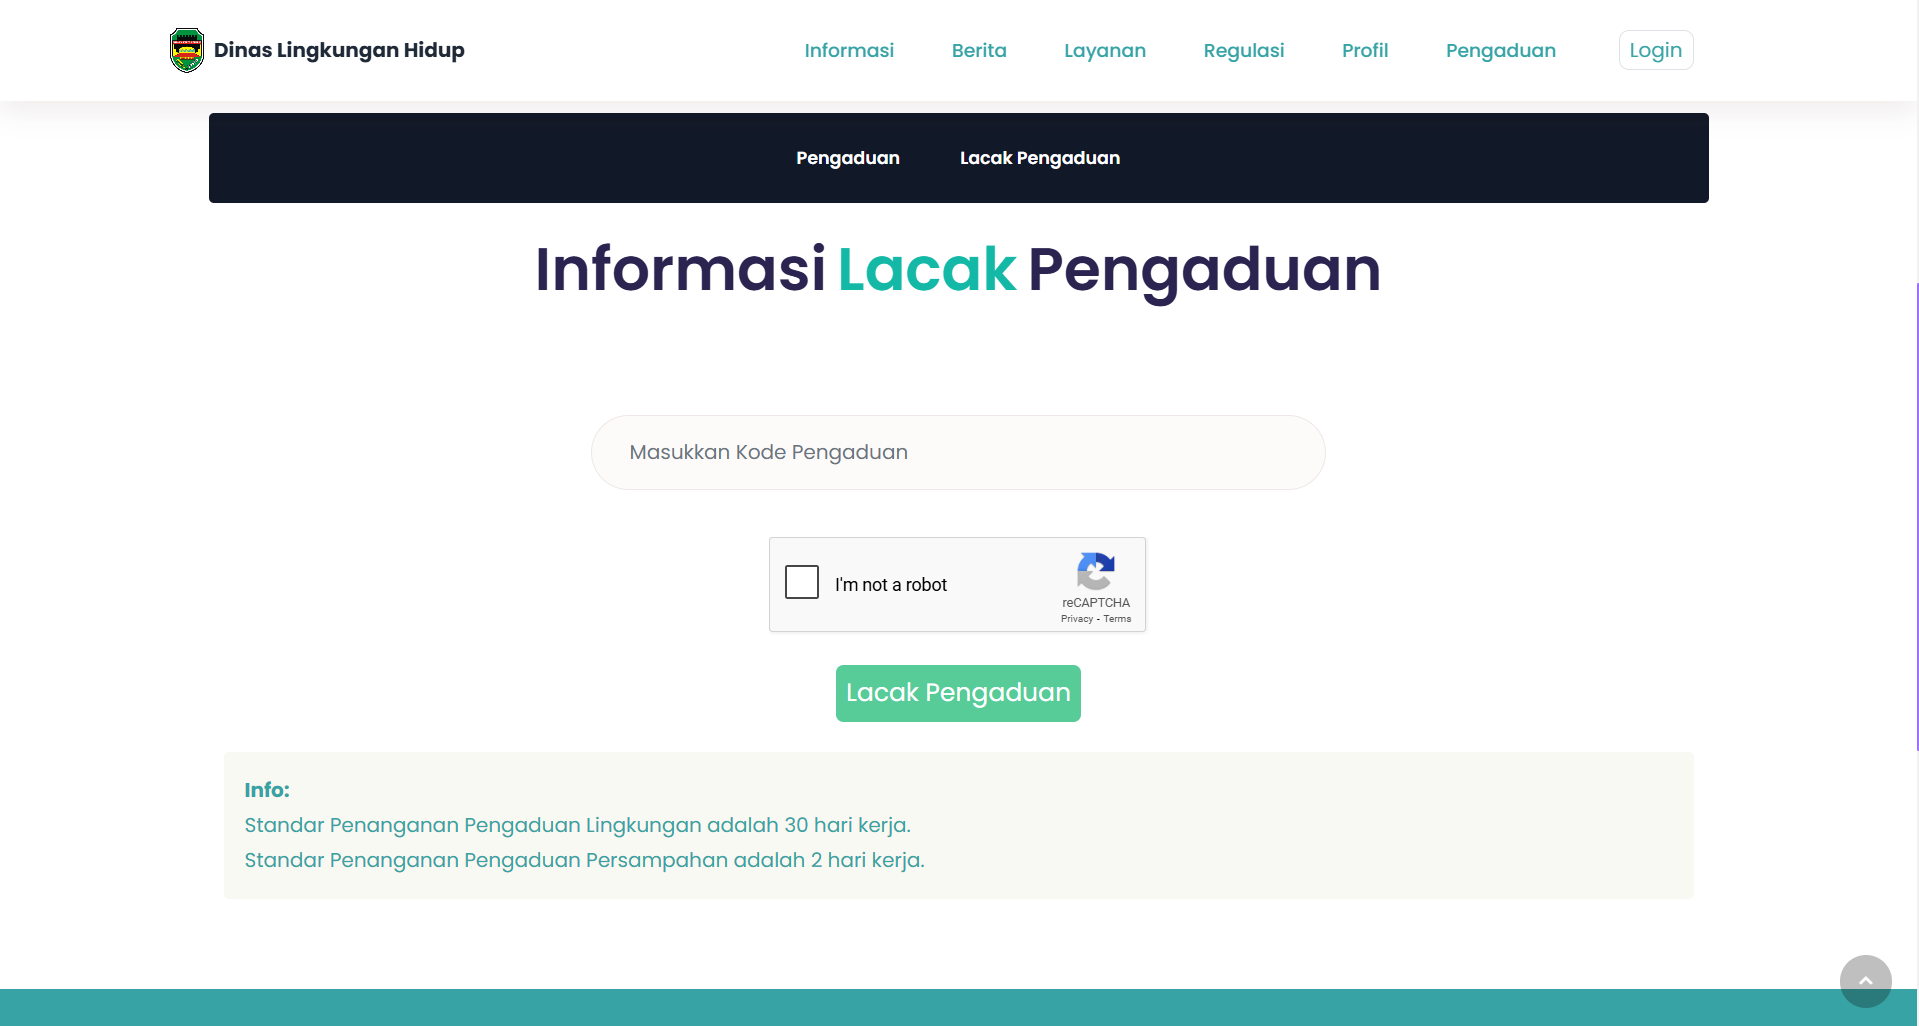 Dinas Lingkungan Hidup
Informasi
Berita
Layanan
Regulasi
Profil
Pengaduan
Login
Pengaduan
Lacak Pengaduan
Informasi Lacak Pengaduan
Masukkan Kode Pengaduan
I'm not a robot
reCAPTCHA
Privacy - Terms
Lacak Pengaduan
Info:
Standar Penanganan Pengaduan Lingkungan adalah 30 hari kerja.
Standar Penanganan Pengaduan Persampahan adalah 2 hari kerja.